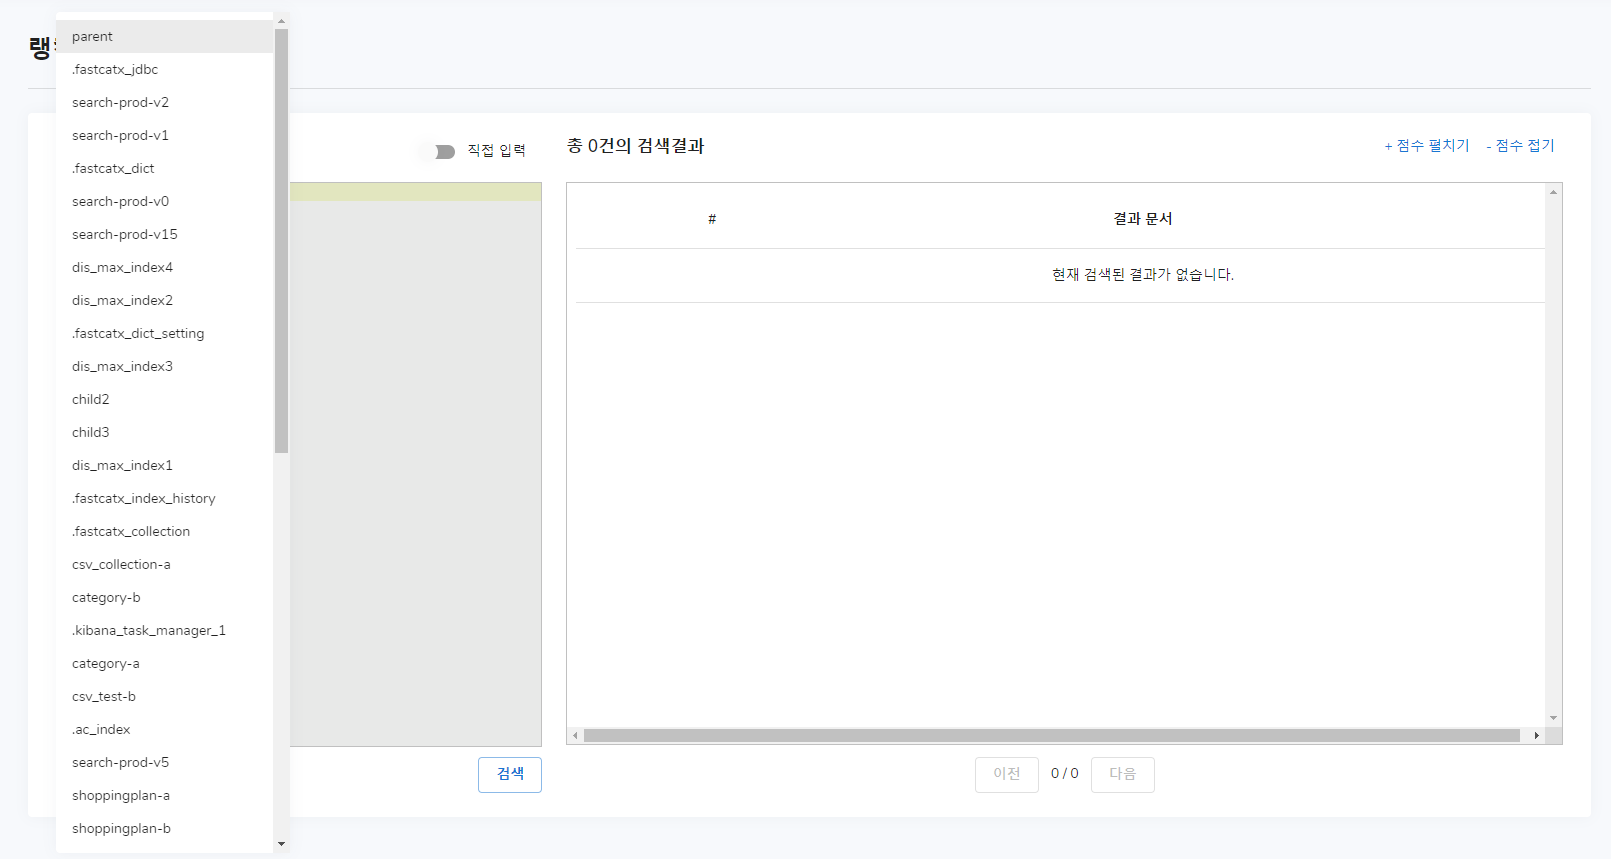 parent
.fastcatx_jdbc
search-prod-v2
search-prod-v1
.fastcatx_dict
search-prod-v0
search-prod-v15
dis_max_index4
dis_max_index2
.fastcatx_dict_setting
dis_max_index3
child2
child3
dis_max_index1
.fastcatx_index_history
.fastcatx_collection
csv_collection-a
category-b
.kibana_task_manager_1
category-a
csv_test-b
.ac_index
search-prod-v5
shoppingplan-a
shoppingplan-b
직접 입력
검색
총 0건의 검색결과
+ 점수 펼치기 - 점수 접기
# 결과 문서
현재 검색된 결과가 없습니다.
이전 0 / 0 다음